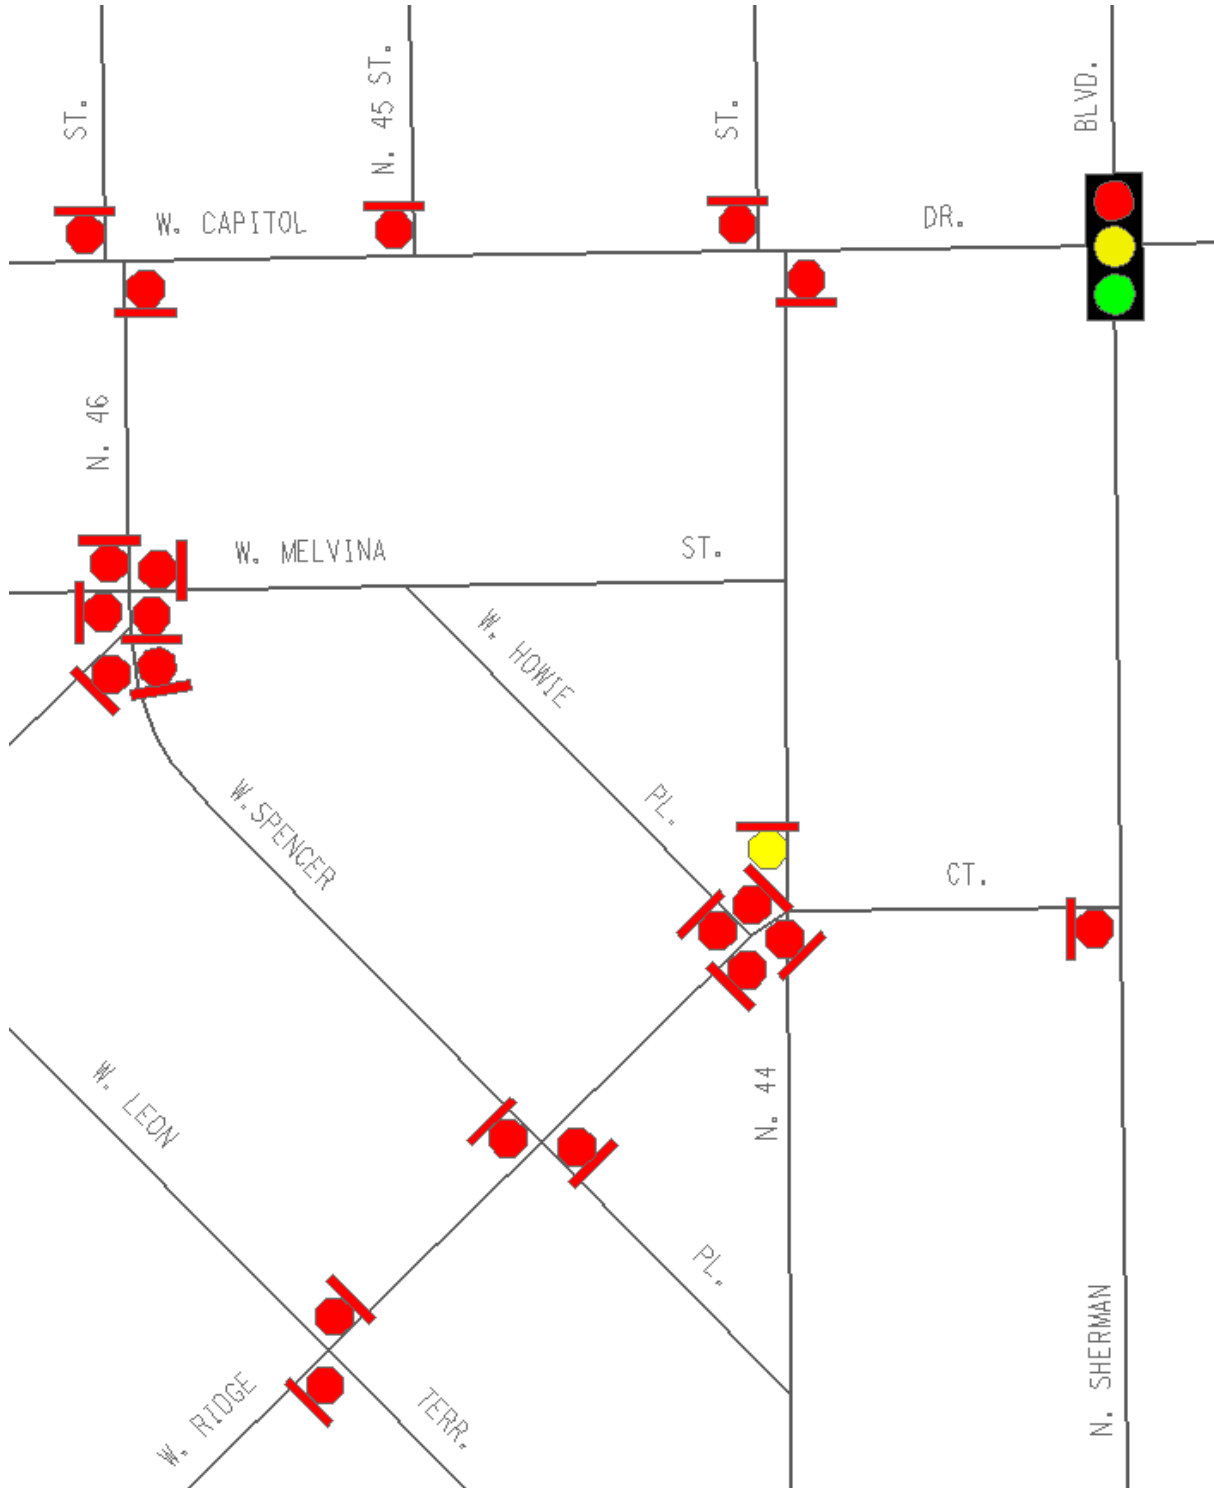 ST.
N. 45 ST.
ST.
BLVD.
W. CAPITOL
DR.
N. 46
W. MELVINA
ST.
W. HOWIE
PL.
W.SPENCER
PL.
CT.
W. LEON
TERR.
N. 44
N. SHERMAN
W. RIDGE